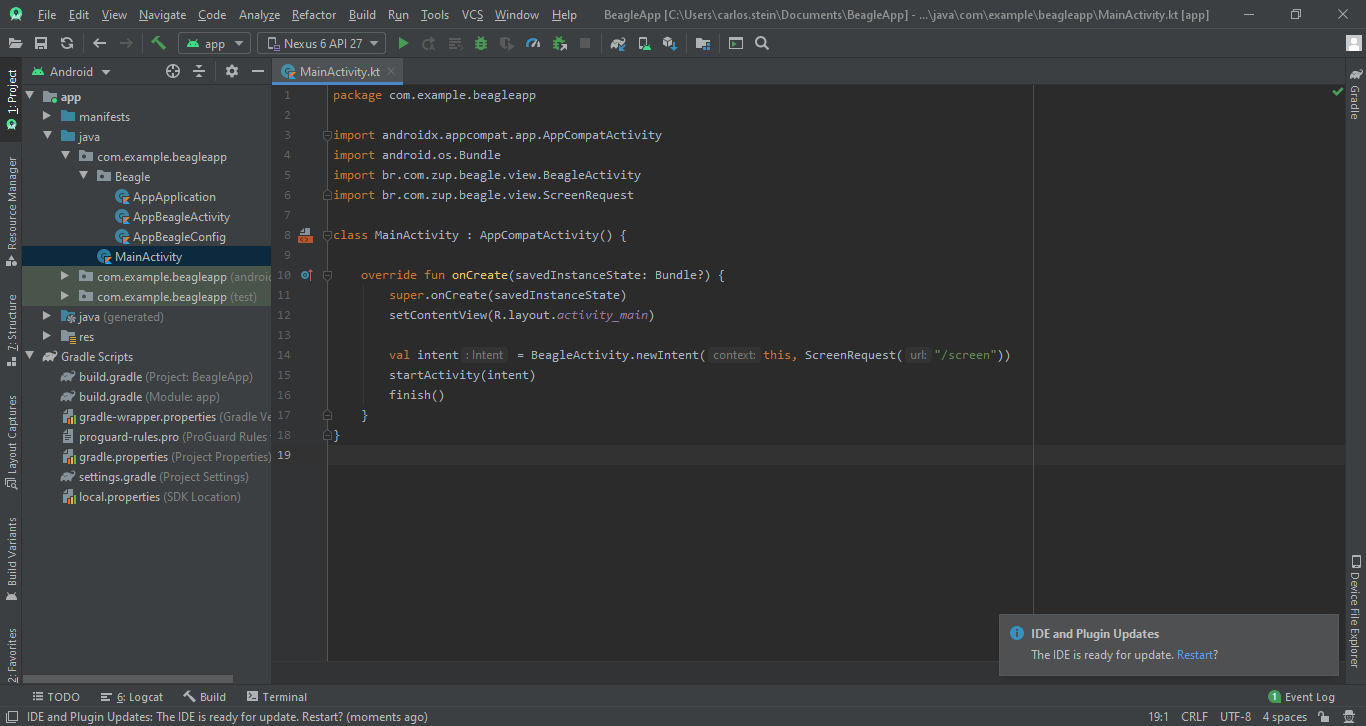 File Edit View Navigate Code Analyze Refactor Build Run Tools VCS Window Help BeagleApp [C:\Users\carlos.stein\Documents\BeagleApp] - ...\java\com\example\beagleapp\MainActivity.kt [app]
app Nexus 6 API 27
Android
MainActivity.kt
1: Project
Resource Manager
7: Structure
Layout Captures
Build Variants
2: Favorites
app
manifests
java
com.example.beagleapp
Beagle
AppApplication
AppBeagleActivity
AppBeagleConfig
MainActivity
com.example.beagleapp (androi
com.example.beagleapp (test)
java (generated)
res
Gradle Scripts
build.gradle (Project: BeagleApp)
build.gradle (Module: app)
gradle-wrapper.properties (Gradle Ve
proguard-rules.pro (ProGuard Rules
gradle.properties (Project Properties)
settings.gradle (Project Settings)
local.properties (SDK Location)
1 package com.example.beagleapp
2
3 import androidx.appcompat.app.AppCompatActivity
4 import android.os.Bundle
5 import br.com.zup.beagle.view.BeagleActivity
6 import br.com.zup.beagle.view.ScreenRequest
7
8 class MainActivity : AppCompatActivity() {
9
10 override fun onCreate(savedInstanceState: Bundle?) {
11 super.onCreate(savedInstanceState)
12 setContentView(R.layout.activity_main)
13
14 val intent : Intent = BeagleActivity.newIntent( context: this, ScreenRequest( url: "/screen"))
15 startActivity(intent)
16 finish()
17 }
18 }
19
Gradle
Device File Explorer
IDE and Plugin Updates
The IDE is ready for update. Restart?
TODO 6: Logcat Build Terminal 1 Event Log
IDE and Plugin Updates: The IDE is ready for update. Restart? (moments ago) 19:1 CRLF UTF-8 4 spaces